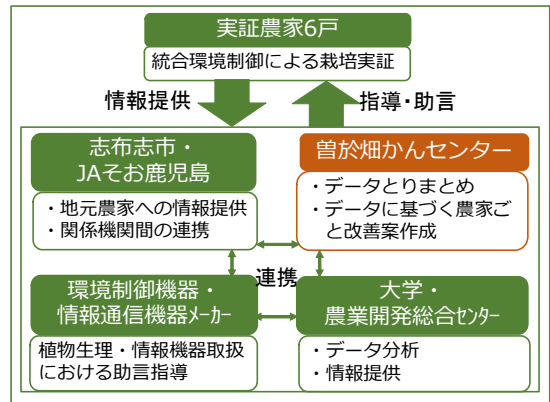 実証農家6戸
統合環境制御による栽培実証
情報提供
指導・助言
志布志市・
JAそお鹿児島
・地元農家への情報提供
・関係機関間の連携
曽於畑かんセンター
・データとりまとめ
・データに基づく農家ご
と改善案作成
連携
環境制御機器・
情報通信機器ﾒｰｶｰ
植物生理・情報機器取扱
における助言指導
大学・
農業開発総合ｾﾝﾀｰ
・データ分析
・情報提供